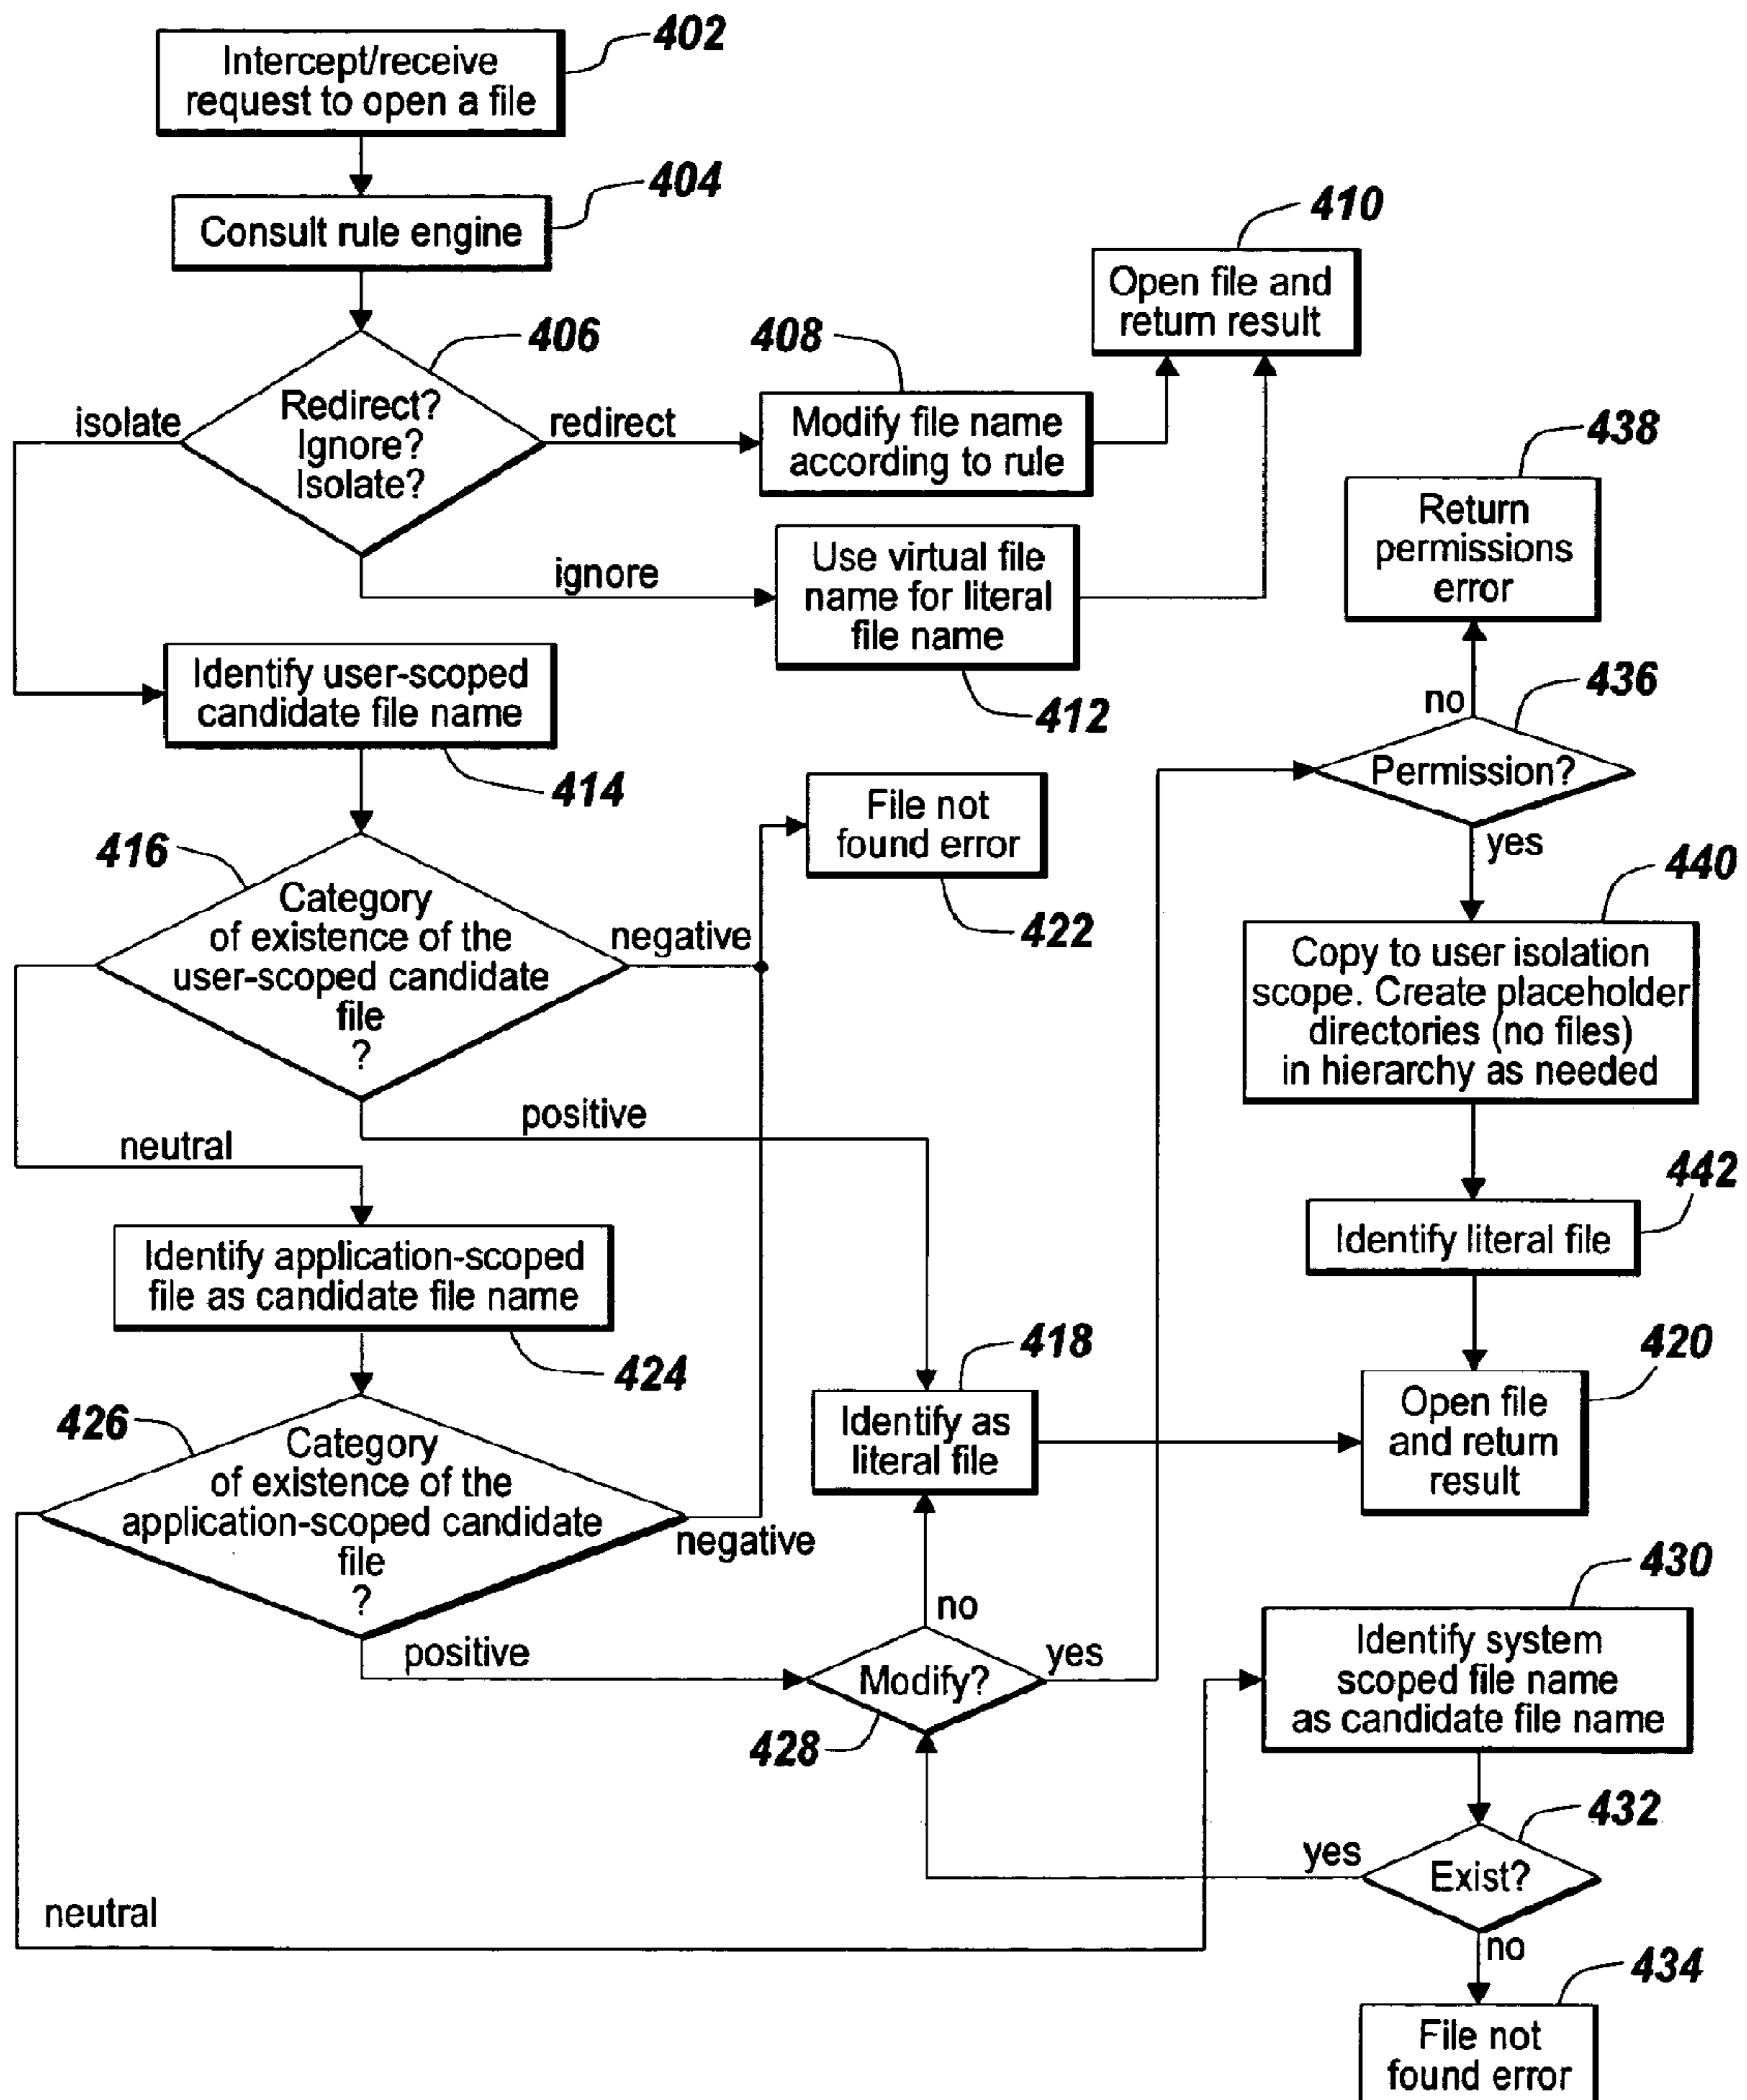 402
Intercept/receive
request to open a file
404
Consult rule engine
410
Open file and
return result
406
Redirect?
Ignore?
Isolate?
isolate
redirect
ignore
408
Modify file name
according to rule
Use virtual file
name for literal
file name
412
438
Return
permissions
error
Identify user-scoped
candidate file name
414
no
436
Permission?
yes
416
Category
of existence of the
user-scoped candidate
file
?
negative
positive
neutral
File not
found error
422
440
Copy to user isolation
scope. Create placeholder
directories (no files)
in hierarchy as needed
442
Identify literal file
Identify application-scoped
file as candidate file name
424
418
Identify as
literal file
420
Open file
and return
result
426
Category
of existence of the
application-scoped candidate
file
?
negative
positive
neutral
no
Modify?
yes
428
430
Identify system
scoped file name
as candidate file name
432
Exist?
yes
no
434
File not
found error